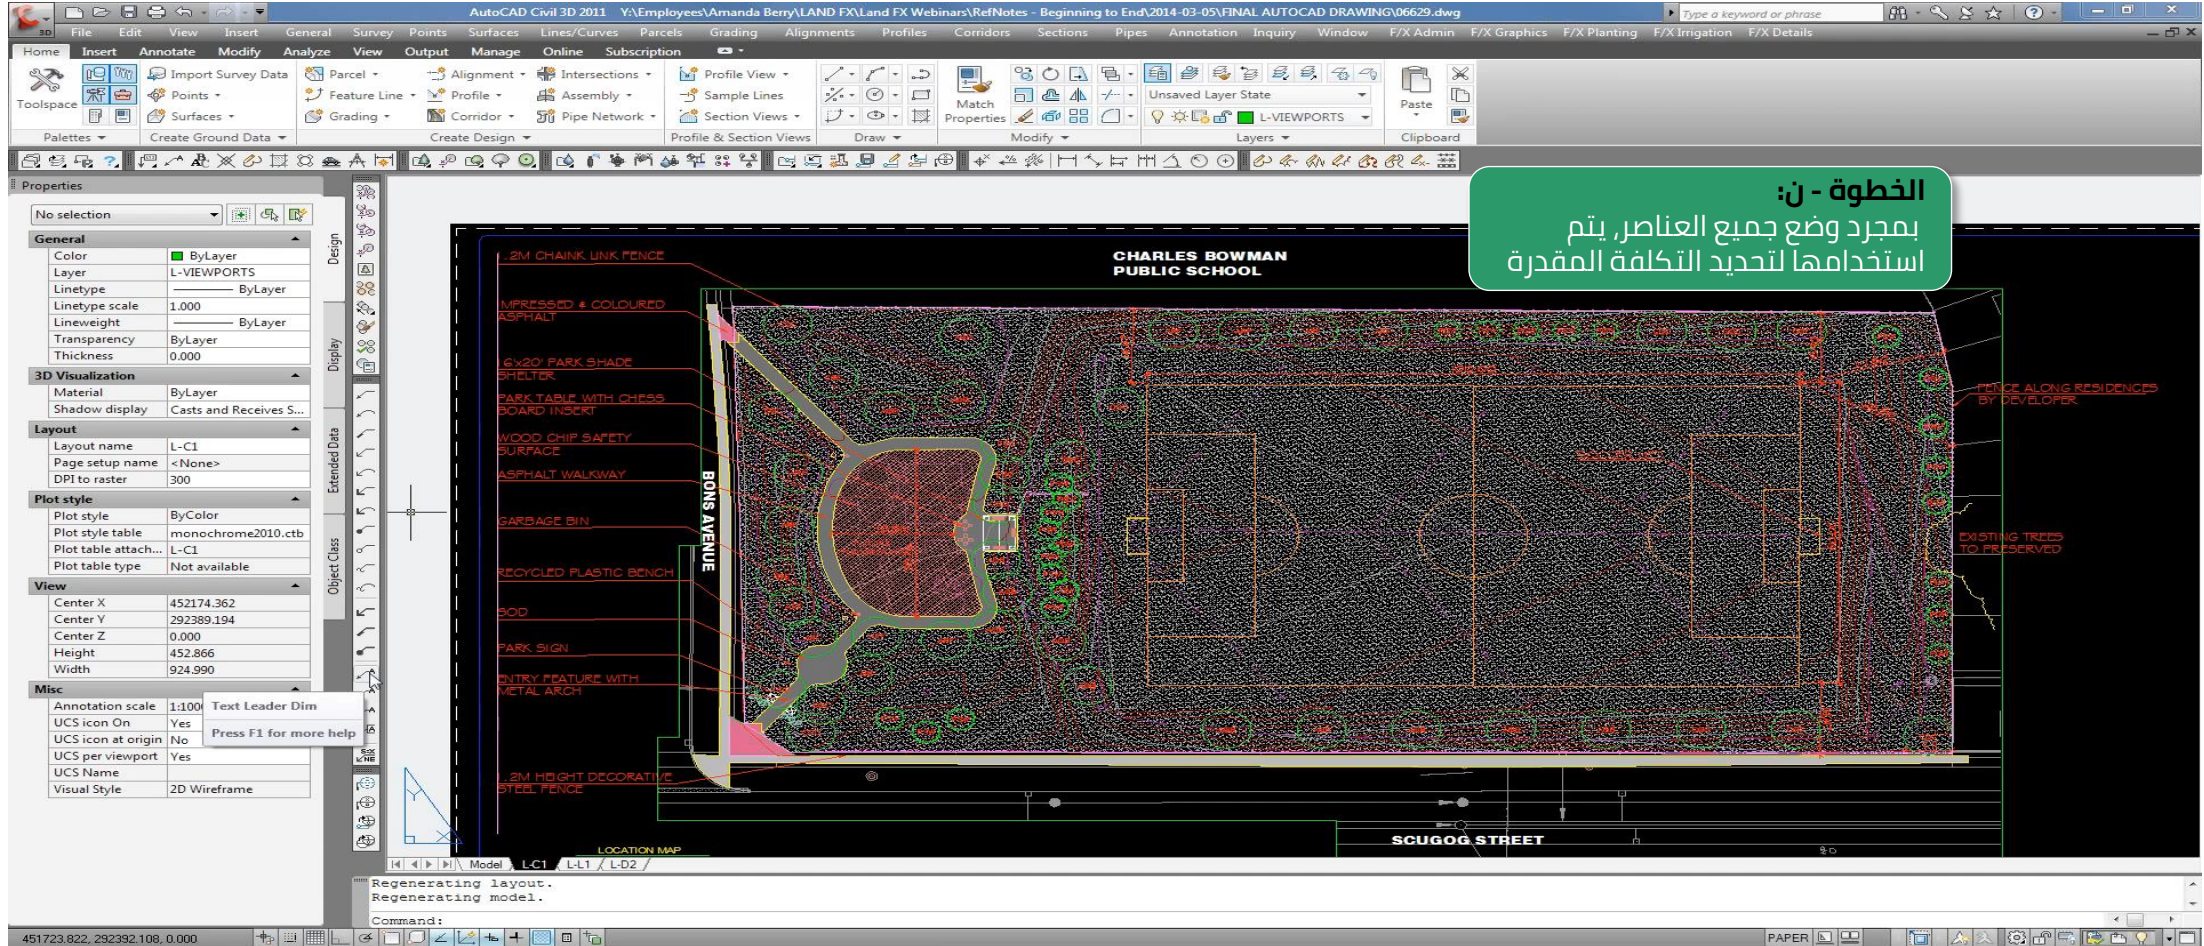 AutoCAD Civil 3D 2011 Y:\Employees\Amanda Berry\LAND FX\Land FX Webinars\RefNotes - Beginning to End\2014-03-05\FINAL AUTOCAD DRAWING\06629.dwg
Type a keyword or phrase
File Edit View Insert General Survey Points Surfaces Lines/Curves Parcels Grading Alignments Profiles Corridors Sections Pipes Annotation Inquiry Window F/X Admin F/X Graphics F/X Planting F/X Irrigation F/X Details
Home Insert Annotate Modify Analyze View Output Manage Online Subscription
Import Survey Data Parcel Alignment Intersections Profile View
Toolspace Points Feature Line Profile Assembly Sample Lines Match Properties Unsaved Layer State Paste
Surfaces Grading Corridor Pipe Network Section Views L-VIEWPORTS
Palettes Create Ground Data Create Design Profile & Section Views Draw Modify Layers Clipboard
Properties
No selection
General
Color ByLayer
Layer L-VIEWPORTS
Linetype ByLayer
Linetype scale 1.000
Lineweight ByLayer
Transparency ByLayer
Thickness 0.000
3D Visualization
Material ByLayer
Shadow display Casts and Receives S...
Layout
Layout name L-C1
Page setup name <None>
DPI to raster 300
Plot style
Plot style ByColor
Plot style table monochrome2010.ctb
Plot table attach... L-C1
Plot table type Not available
View
Center X 452174.362
Center Y 292389.194
Center Z 0.000
Height 452.866
Width 924.990
Misc
Annotation scale 1:100
UCS icon On Yes
UCS icon at origin No
UCS per viewport Yes
UCS Name
Visual Style 2D Wireframe
Text Leader Dim
Press F1 for more help
Design
Display
Extended Data
Object Class
الخطوة - ن:
بمجرد وضع جميع العناصر, يتم
استخدامها لتحديد التكلفة المقدرة
CHARLES BOWMAN
PUBLIC SCHOOL
.2M CHAINK LINK FENCE
MPRESSED & COLOURED
ASPHALT
6'x20' PARK SHADE
SHELTER
PARK TABLE WITH CHESS
BOARD INSERT
WOOD CHIP SAFETY
SURFACE
ASPHALT WALKWAY
GARBAGE BIN
RECYCLED PLASTIC BENCH
SOD
PARK SIGN
ENTRY FEATURE WITH
METAL ARCH
.2M HEIGHT DECORATIVE
STEEL FENCE
BONS AVENUE
FENCE ALONG RESIDENCES
BY DEVELOPER
EXISTING TREES
TO PRESERVED
SCUGOG STREET
LOCATION MAP
Model L-C1 L-L1 L-D2
Regenerating layout.
Regenerating model.
Command:
451723.822, 292392.108, 0.000
PAPER